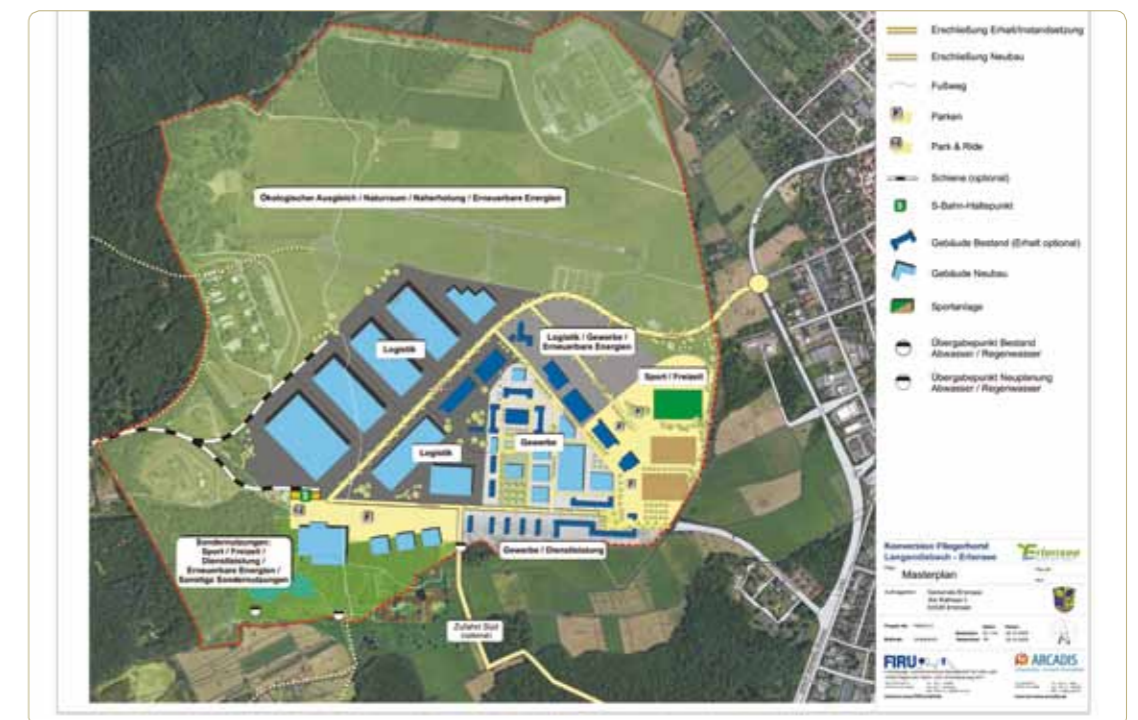 Erschließung Erhalt/Instandsetzung
Erschließung Neubau
Fußweg
Parken
Park & Ride
Schiene (optional)
S-Bahn-Haltepunkt
Gebäude Bestand (Erhalt optional)
Gebäude Neubau
Sportanlage
Übergabepunkt Bestand
Abwasser / Regenwasser
Übergabepunkt Neuplanung
Abwasser / Regenwasser
Ökologischer Ausgleich / Naturraum / Naherholung / Erneuerbare Energien
Logistik
Logistik / Gewerbe /
Erneuerbare Energien
Sport / Freizeit
Gewerbe
Logistik
Gewerbe / Dienstleistung
Sondernutzungen:
Sport / Freizeit /
Dienstleistung /
Erneuerbare Energien /
Sonstige Sondernutzungen
Zufahrt Süd
(optional)
Konversion Fliegerhorst
Langendiebach - Erlensee
Erlensee
Masterplan
FIRU
ARCADIS